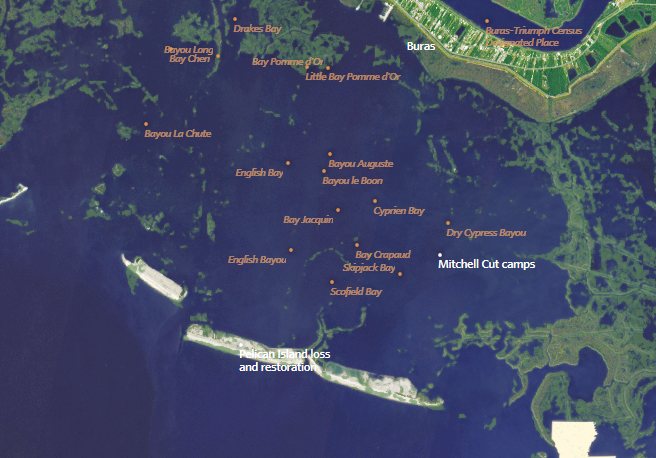 Drakes Bay
Buras-Triumph Census
Place
Buras
Bayou Long
Bay Chen
Bay Pomme d'Or
Little Bay Pomme d'Or
Bayou La Chute
Bayou Auguste
English Bay
Bayou le Boon
Cyprien Bay
Bay Jacquin
Dry Cypress Bayou
Bay Crapaud
English Bayou
Skipjack Bay
Mitchell Cut camps
Scofield Bay
Pelican Island loss
and restoration